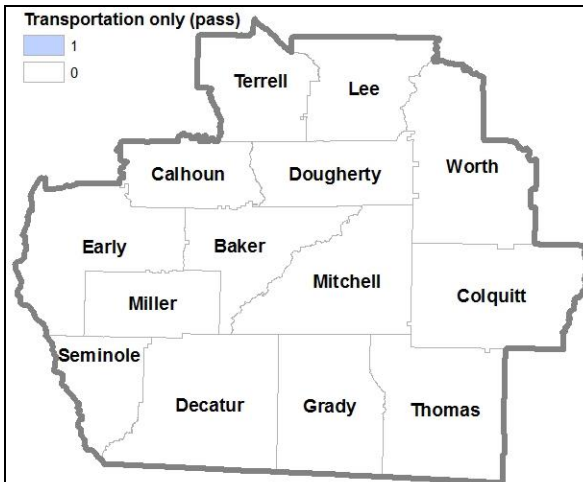 Transportation only (pass)
1
0
Terrell
Lee
Worth
Calhoun
Dougherty
Early
Baker
Mitchell
Colquitt
Miller
Seminole
Decatur
Grady
Thomas